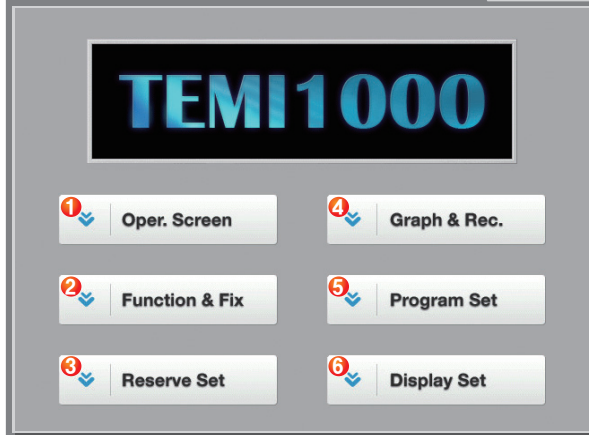 TEMI1000
1 Oper. Screen
4 Graph & Rec.
2 Function & Fix
5 Program Set
3 Reserve Set
6 Display Set